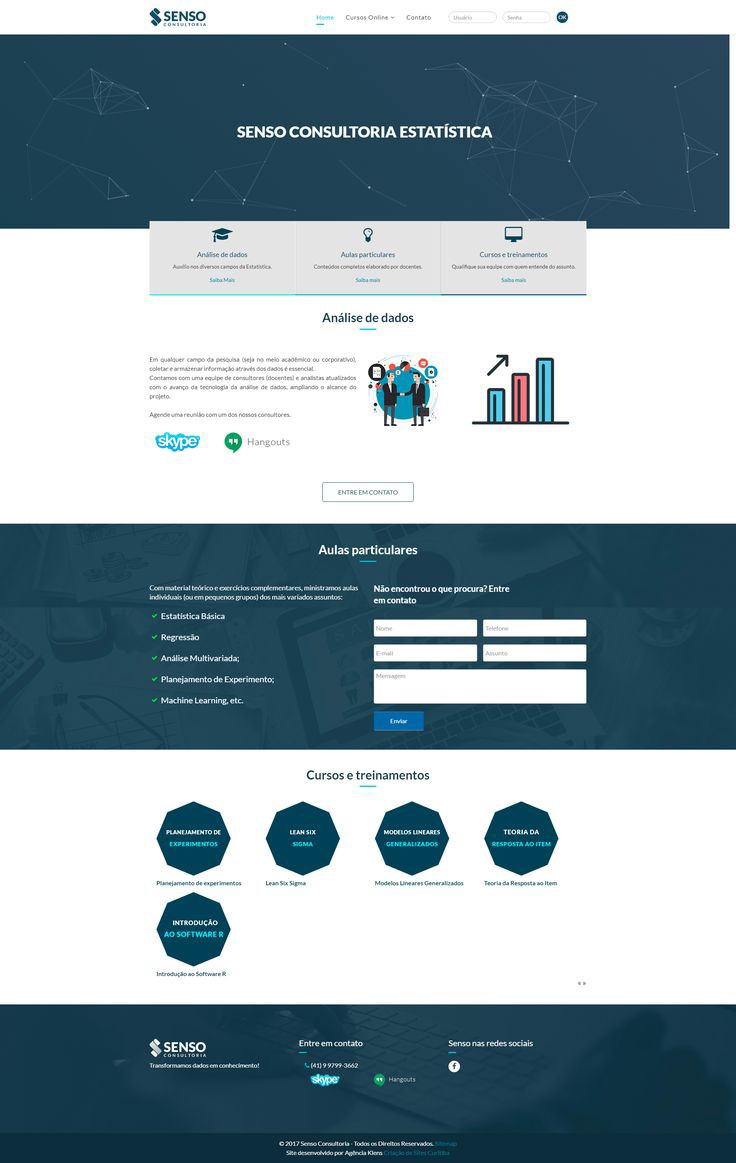 SENSO
CONSULTORIA
Home
Cursos Online
Contato
Usuário
Senha
OK
SENSO CONSULTORIA ESTATÍSTICA
Análise de dados
Auxílio nos diversos campos da Estatística.
Saiba Mais
Aulas particulares
Conteúdos completos elaborado por docentes.
Saiba mais
Cursos e treinamentos
Qualifique sua equipe com quem entende do assunto.
Saiba mais
Análise de dados
Em qualquer campo da pesquisa (seja no meio acadêmico ou corporativo),
coletar e armazenar informação através dos dados é essencial.
Contamos com uma equipe de consultores (docentes) e analistas atualizados
com o avanço da tecnologia da análise de dados, ampliando o alcance do
projeto.
Agende uma reunião com um dos nossos consultores.
skype
Hangouts
ENTRE EM CONTATO
Aulas particulares
Com material teórico e exercícios complementares, ministramos aulas
individuais (ou em pequenos grupos) dos mais variados assuntos:
Estatística Básica
Regressão
Análise Multivariada;
Planejamento de Experimento;
Machine Learning, etc.
Não encontrou o que procura? Entre
em contato
Nome
Telefone
E-mail
Assunto
Mensagem
Enviar
Cursos e treinamentos
PLANEJAMENTO DE
EXPERIMENTOS
Planejamento de experimentos
LEAN SIX
SIGMA
Lean Six Sigma
MODELOS LINEARES
GENERALIZADOS
Modelos Lineares Generalizados
TEORIA DA
RESPOSTA AO ITEM
Teoria da Resposta ao Item
INTRODUÇÃO
AO SOFTWARE R
Introdução ao Software R
« »
SENSO
CONSULTORIA
Transformamos dados em conhecimento!
Entre em contato
(41) 9 9799-3662
skype
Hangouts
Senso nas redes sociais
© 2017 Senso Consultoria - Todos os Direitos Reservados. Sitemap
Site desenvolvido por Agência Klens Criação de Sites Curitiba